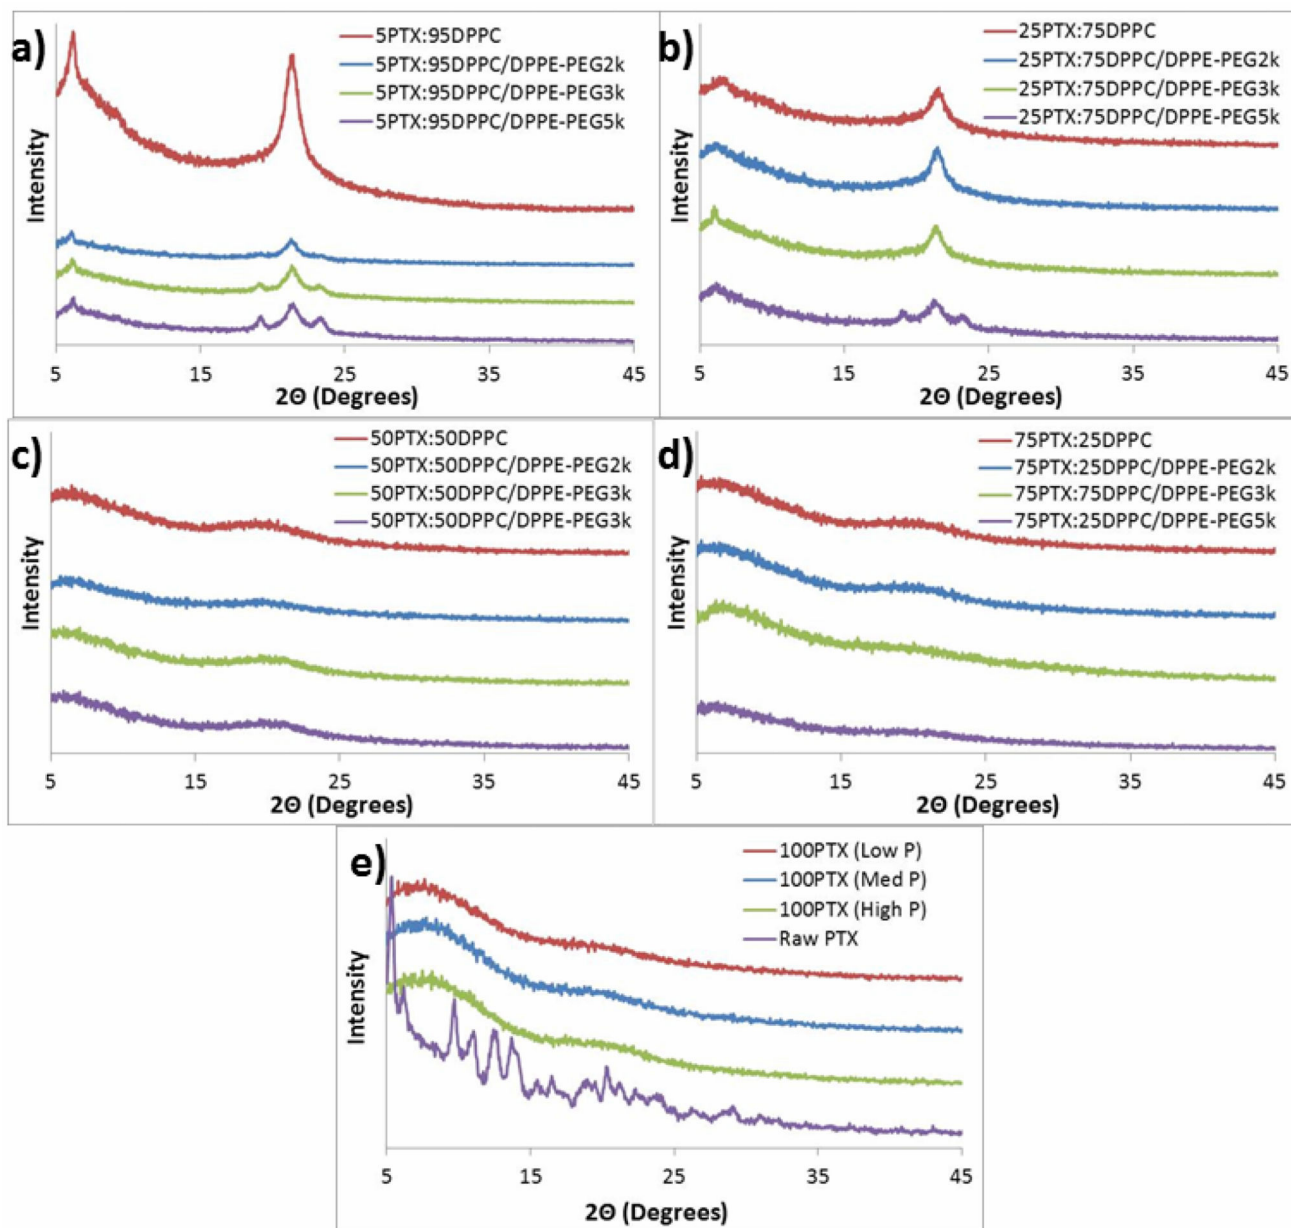 a)
5PTX:95DPPC
5PTX:95DPPC/DPPE-PEG2k
5PTX:95DPPC/DPPE-PEG3k
5PTX:95DPPC/DPPE-PEG5k
Intensity
5 15 25 35 45
2Θ (Degrees)
b)
25PTX:75DPPC
25PTX:75DPPC/DPPE-PEG2k
25PTX:75DPPC/DPPE-PEG3k
25PTX:75DPPC/DPPE-PEG5k
Intensity
5 15 25 35 45
2Θ (Degrees)
c)
50PTX:50DPPC
50PTX:50DPPC/DPPE-PEG2k
50PTX:50DPPC/DPPE-PEG3k
50PTX:50DPPC/DPPE-PEG3k
Intensity
5 15 25 35 45
2Θ (Degrees)
d)
75PTX:25DPPC
75PTX:25DPPC/DPPE-PEG2k
75PTX:75DPPC/DPPE-PEG3k
75PTX:25DPPC/DPPE-PEG5k
Intensity
5 15 25 35 45
2Θ (Degrees)
e)
100PTX (Low P)
100PTX (Med P)
100PTX (High P)
Raw PTX
Intensity
5 15 25 35 45
2Θ (Degrees)